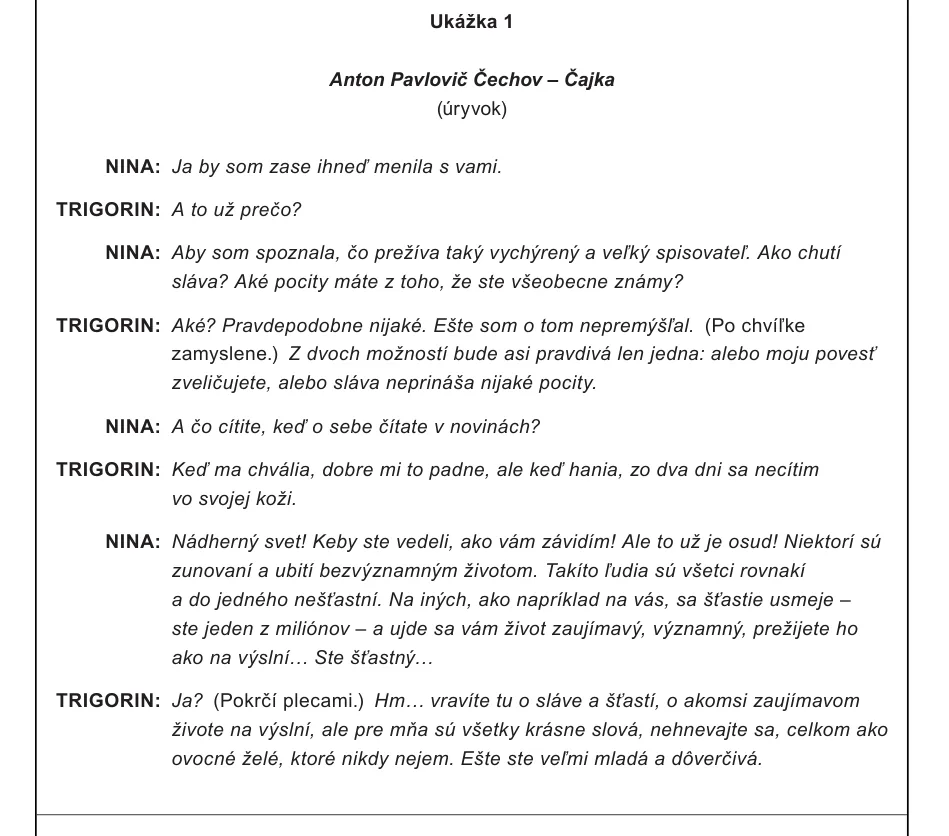 Ukážka 1
Anton Pavlovič Čechov – Čajka
(úryvok)
NINA: Ja by som zase ihneď menila s vami.
TRIGORIN: A to už prečo?
NINA: Aby som spoznala, čo prežíva taký vychýrený a veľký spisovateľ. Ako chutí
sláva? Aké pocity máte z toho, že ste všeobecne známy?
TRIGORIN: Aké? Pravdepodobne nijaké. Ešte som o tom nepremýšľal. (Po chvíľke
zamyslene.) Z dvoch možností bude asi pravdivá len jedna: alebo moju povesť
zveličujete, alebo sláva neprináša nijaké pocity.
NINA: A čo cítite, keď o sebe čítate v novinách?
TRIGORIN: Keď ma chvália, dobre mi to padne, ale keď hania, zo dva dni sa necítim
vo svojej koži.
NINA: Nádherný svet! Keby ste vedeli, ako vám závidím! Ale to už je osud! Niektorí sú
zunovaní a ubití bezvýznamným životom. Takíto ľudia sú všetci rovnakí
a do jedného nešťastní. Na iných, ako napríklad na vás, sa šťastie usmeje –
ste jeden z miliónov – a ujde sa vám život zaujímavý, významný, prežijete ho
ako na výslní… Ste šťastný…
TRIGORIN: Ja? (Pokrčí plecami.) Hm… vravíte tu o sláve a šťastí, o akomsi zaujímavom
živote na výslní, ale pre mňa sú všetky krásne slová, nehnevajte sa, celkom ako
ovocné želé, ktoré nikdy nejem. Ešte ste veľmi mladá a dôverčivá.